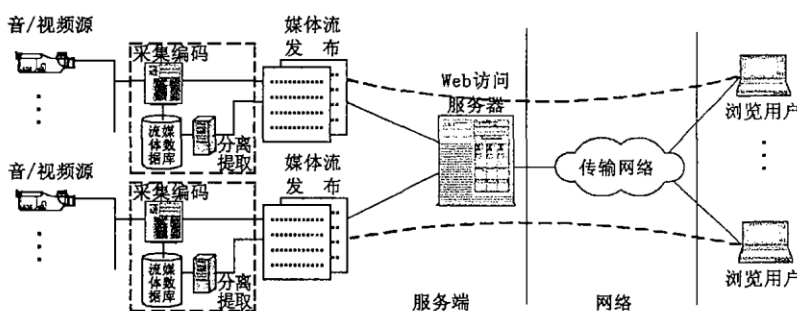 音/视频源
采集编码
媒体流
发 布
流媒
体数
据库
分离
提取
Web访问
服务器
传输网络
浏览用户
音/视频源
采集编码
媒体流
发 布
流媒
体数
据库
分离
提取
浏览用户
服务端
网络